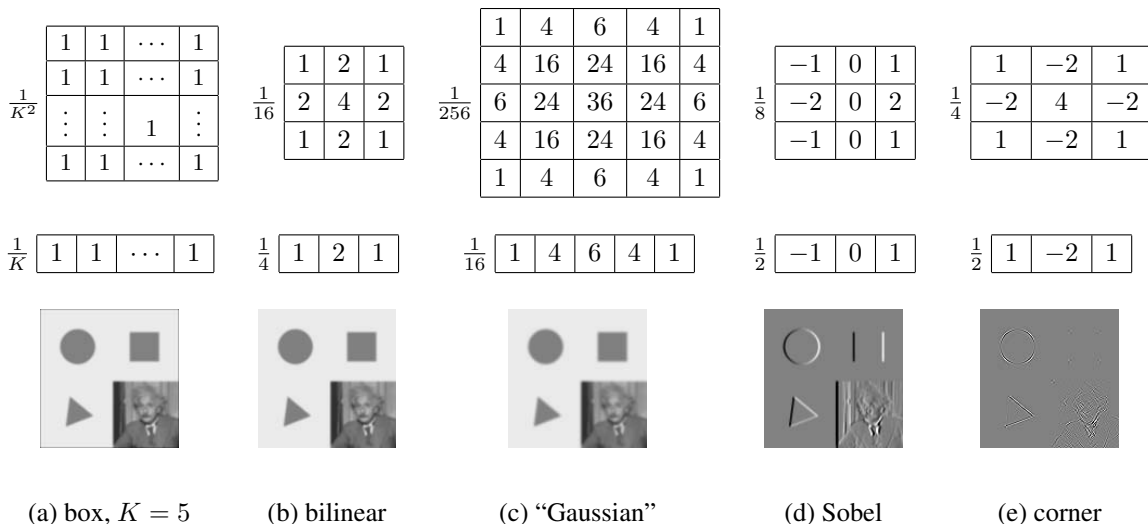 1/K² 1 1 ⋯ 1
1 1 ⋯ 1
⋮ ⋮ 1 ⋮
1 1 ⋯ 1
1/16 1 2 1
2 4 2
1 2 1
1/256 1 4 6 4 1
4 16 24 16 4
6 24 36 24 6
4 16 24 16 4
1 4 6 4 1
1/8 −1 0 1
−2 0 2
−1 0 1
1/4 1 −2 1
−2 4 −2
1 −2 1
1/K 1 1 ⋯ 1
1/4 1 2 1
1/16 1 4 6 4 1
1/2 −1 0 1
1/2 1 −2 1
(a) box, K = 5
(b) bilinear
(c) “Gaussian”
(d) Sobel
(e) corner